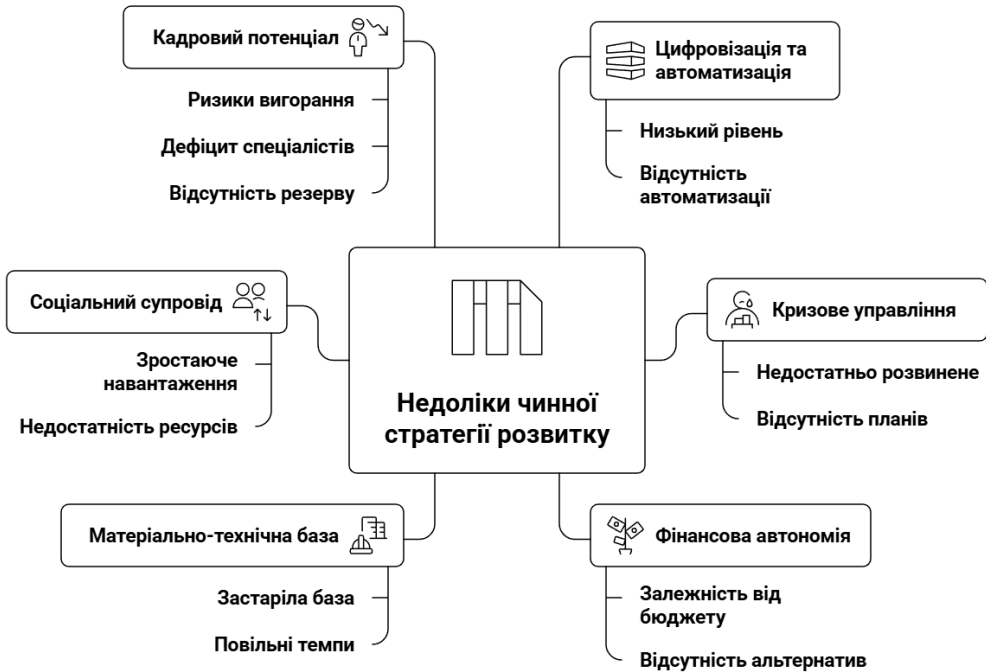 Кадровий потенціал
Ризики вигорання
Дефіцит спеціалістів
Відсутність резерву
Цифровізація та
автоматизація
Низький рівень
Відсутність
автоматизації
Соціальний супровід
Зростаюче
навантаження
Недостатність ресурсів
Недоліки чинної
стратегії розвитку
Кризове управління
Недостатньо розвинене
Відсутність планів
Матеріально-технічна база
Застаріла база
Повільні темпи
Фінансова автономія
Залежність від
бюджету
Відсутність альтернатив